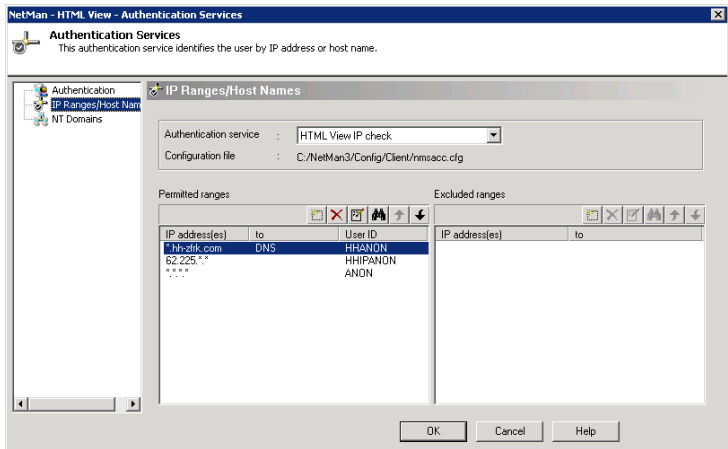 NetMan - HTML View - Authentication Services
Authentication Services
This authentication service identifies the user by IP address or host name.
Authentication
IP Ranges/Host Nam
NT Domains
IP Ranges/Host Names
Authentication service : HTML View IP check
Configuration file : C:/NetMan3/Config/Client/nmsacc.cfg
Permitted ranges
IP address(es) to User ID
*.hh-zfrk.com DNS HHANON
62.225.*.* HHIPANON
*.*.*.* ANON
Excluded ranges
IP address(es) to
OK Cancel Help